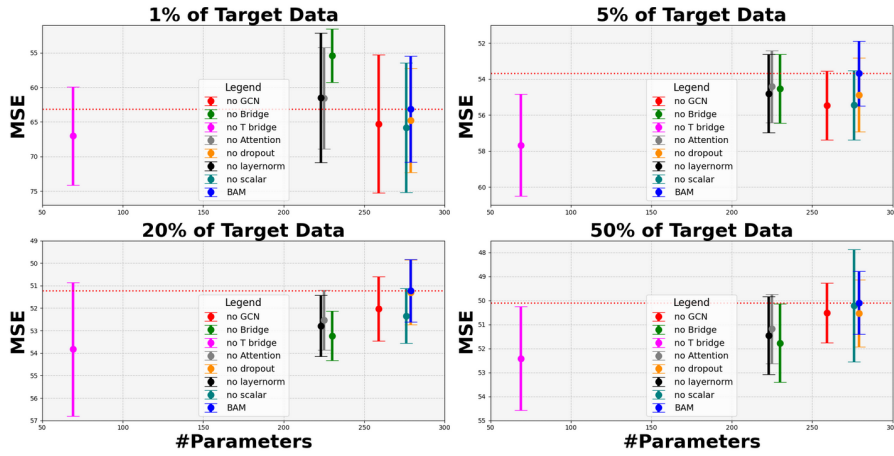 1% of Target Data
MSE
55
60
65
70
75
50
100
150
200
250
300
Legend
no GCN
no Bridge
no T bridge
no Attention
no dropout
no layernorm
no scalar
BAM
5% of Target Data
MSE
52
54
56
58
60
50
100
150
200
250
300
Legend
no GCN
no Bridge
no T bridge
no Attention
no dropout
no layernorm
no scalar
BAM
20% of Target Data
MSE
49
50
51
52
53
54
55
56
57
50
100
150
200
250
300
Legend
no GCN
no Bridge
no T bridge
no Attention
no dropout
no layernorm
no scalar
BAM
#Parameters
50% of Target Data
MSE
48
49
50
51
52
53
54
55
50
100
150
200
250
300
Legend
no GCN
no Bridge
no T bridge
no Attention
no dropout
no layernorm
no scalar
BAM
#Parameters